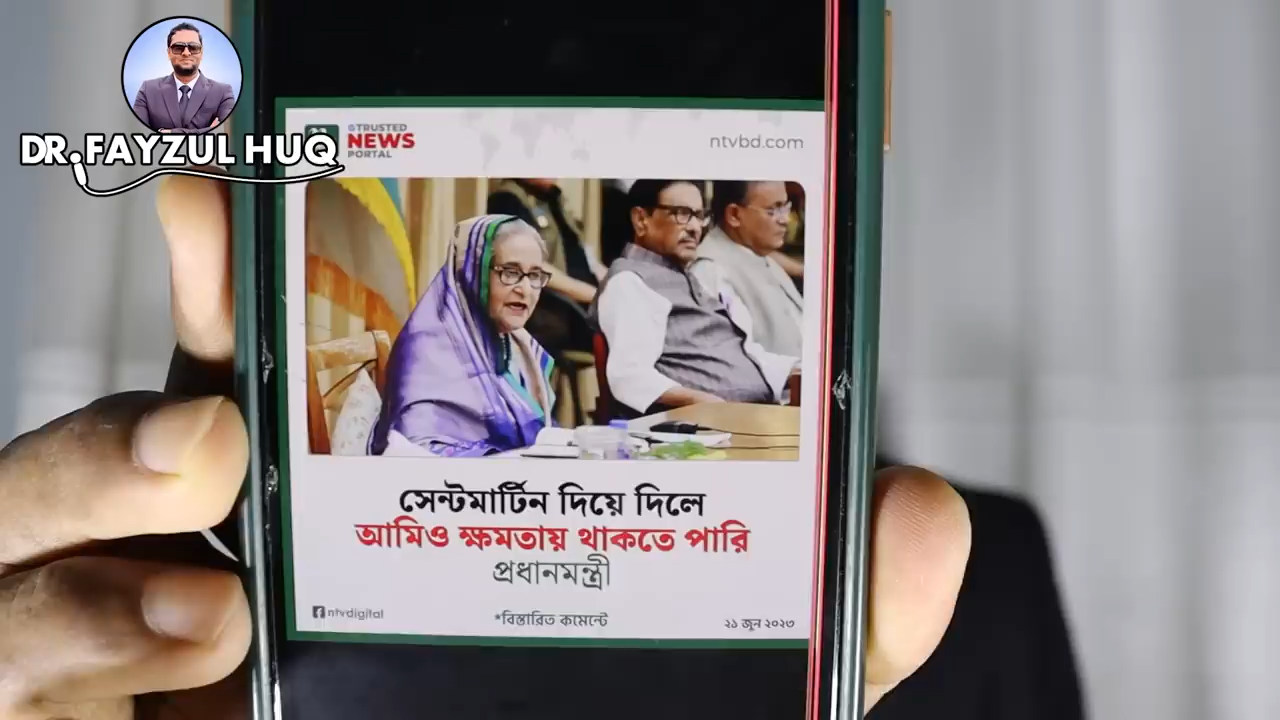 DR. FAYZUL HUQ
TRUSTED
NEWS
PORTAL
ntvbd.com
সেন্টমার্টিন দিয়ে দিলে
আমিও ক্ষমতায় থাকতে পারি
প্রধানমন্ত্রী
ntvdigital
*বিস্তারিত কমেন্টে
২১ জুন ২০২৩